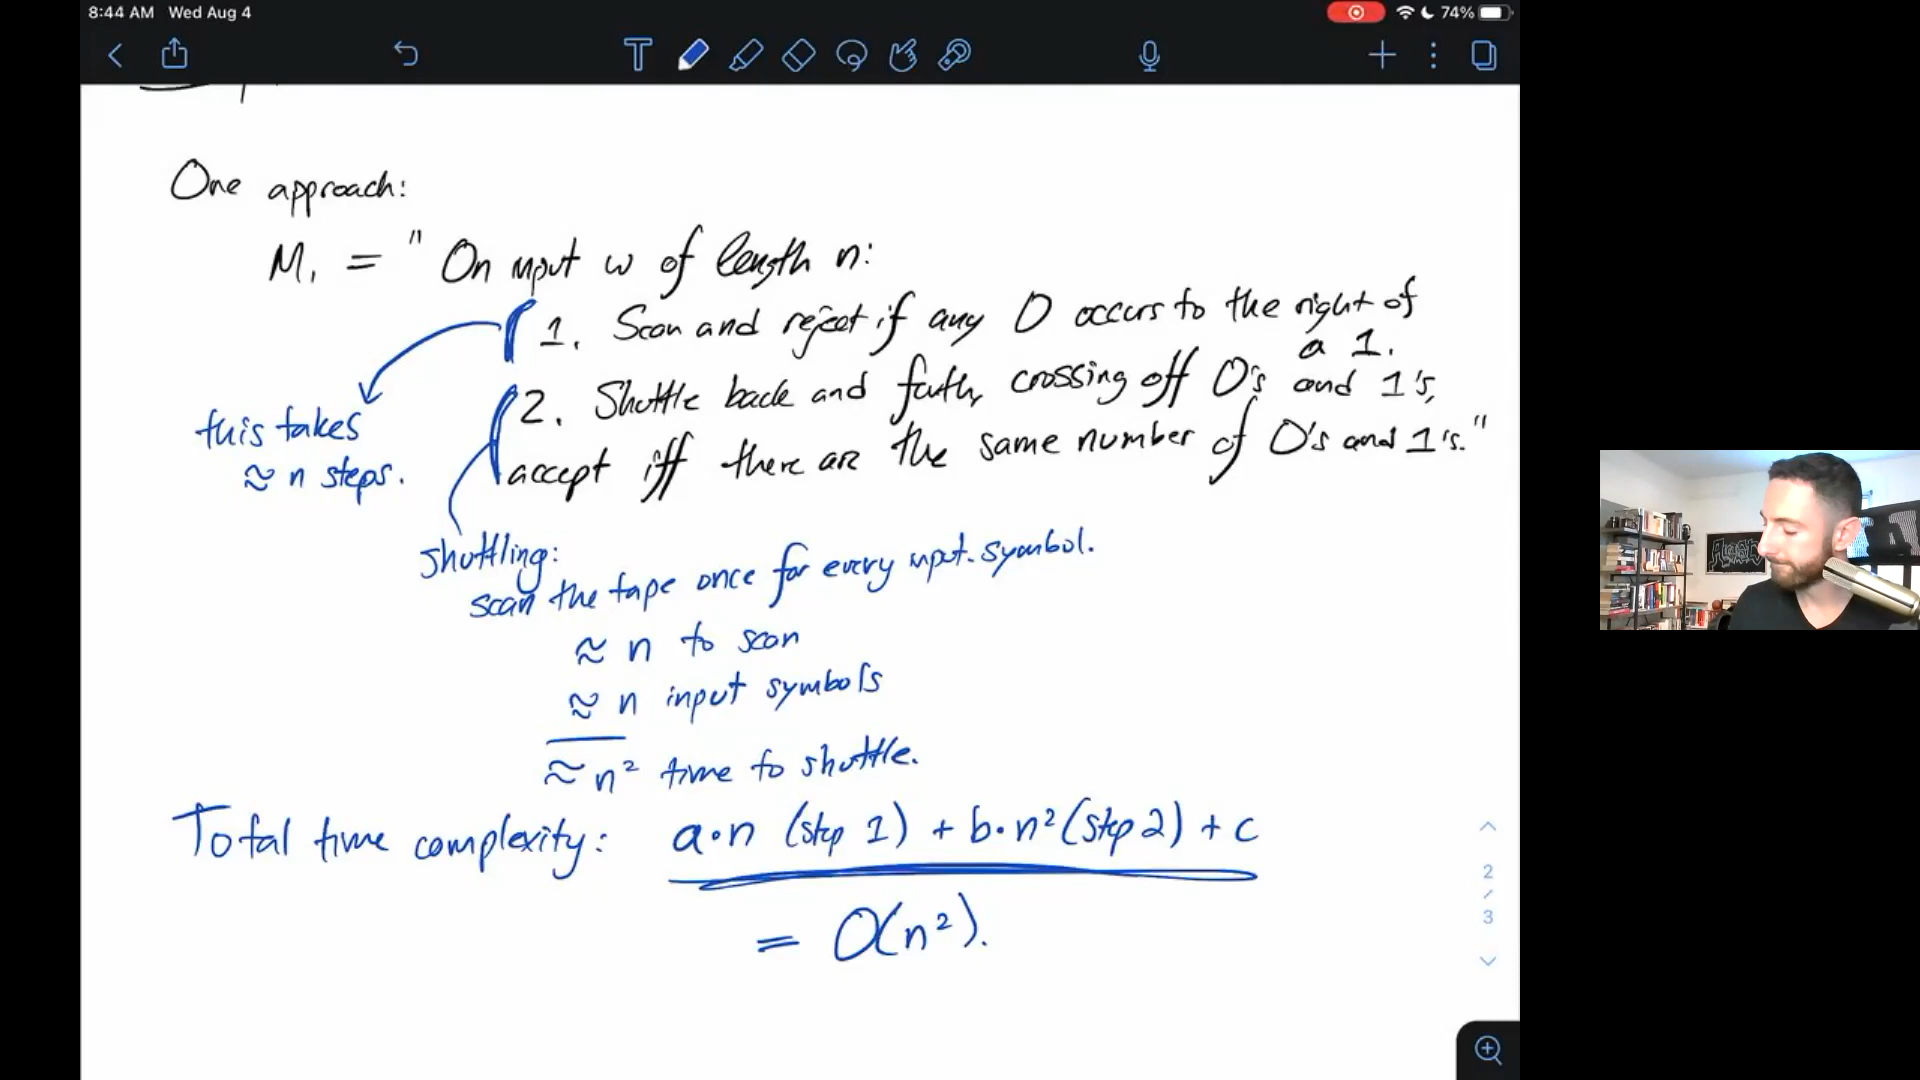 8:44 AM Wed Aug 4
74%
One approach:
M₁ = " On input w of length n:
1. Scan and reject if any 0 occurs to the right of
a 1.
2. Shuttle back and forth, crossing off 0's and 1's,
accept iff there are the same number of 0's and 1's."
this takes
≈ n steps.
shuttling:
scan the tape once for every input symbol.
≈ n to scan
≈ n input symbols
≈ n² time to shuttle.
Total time complexity: a·n (step 1) + b·n² (step 2) + c
= O(n²).
2
/
3